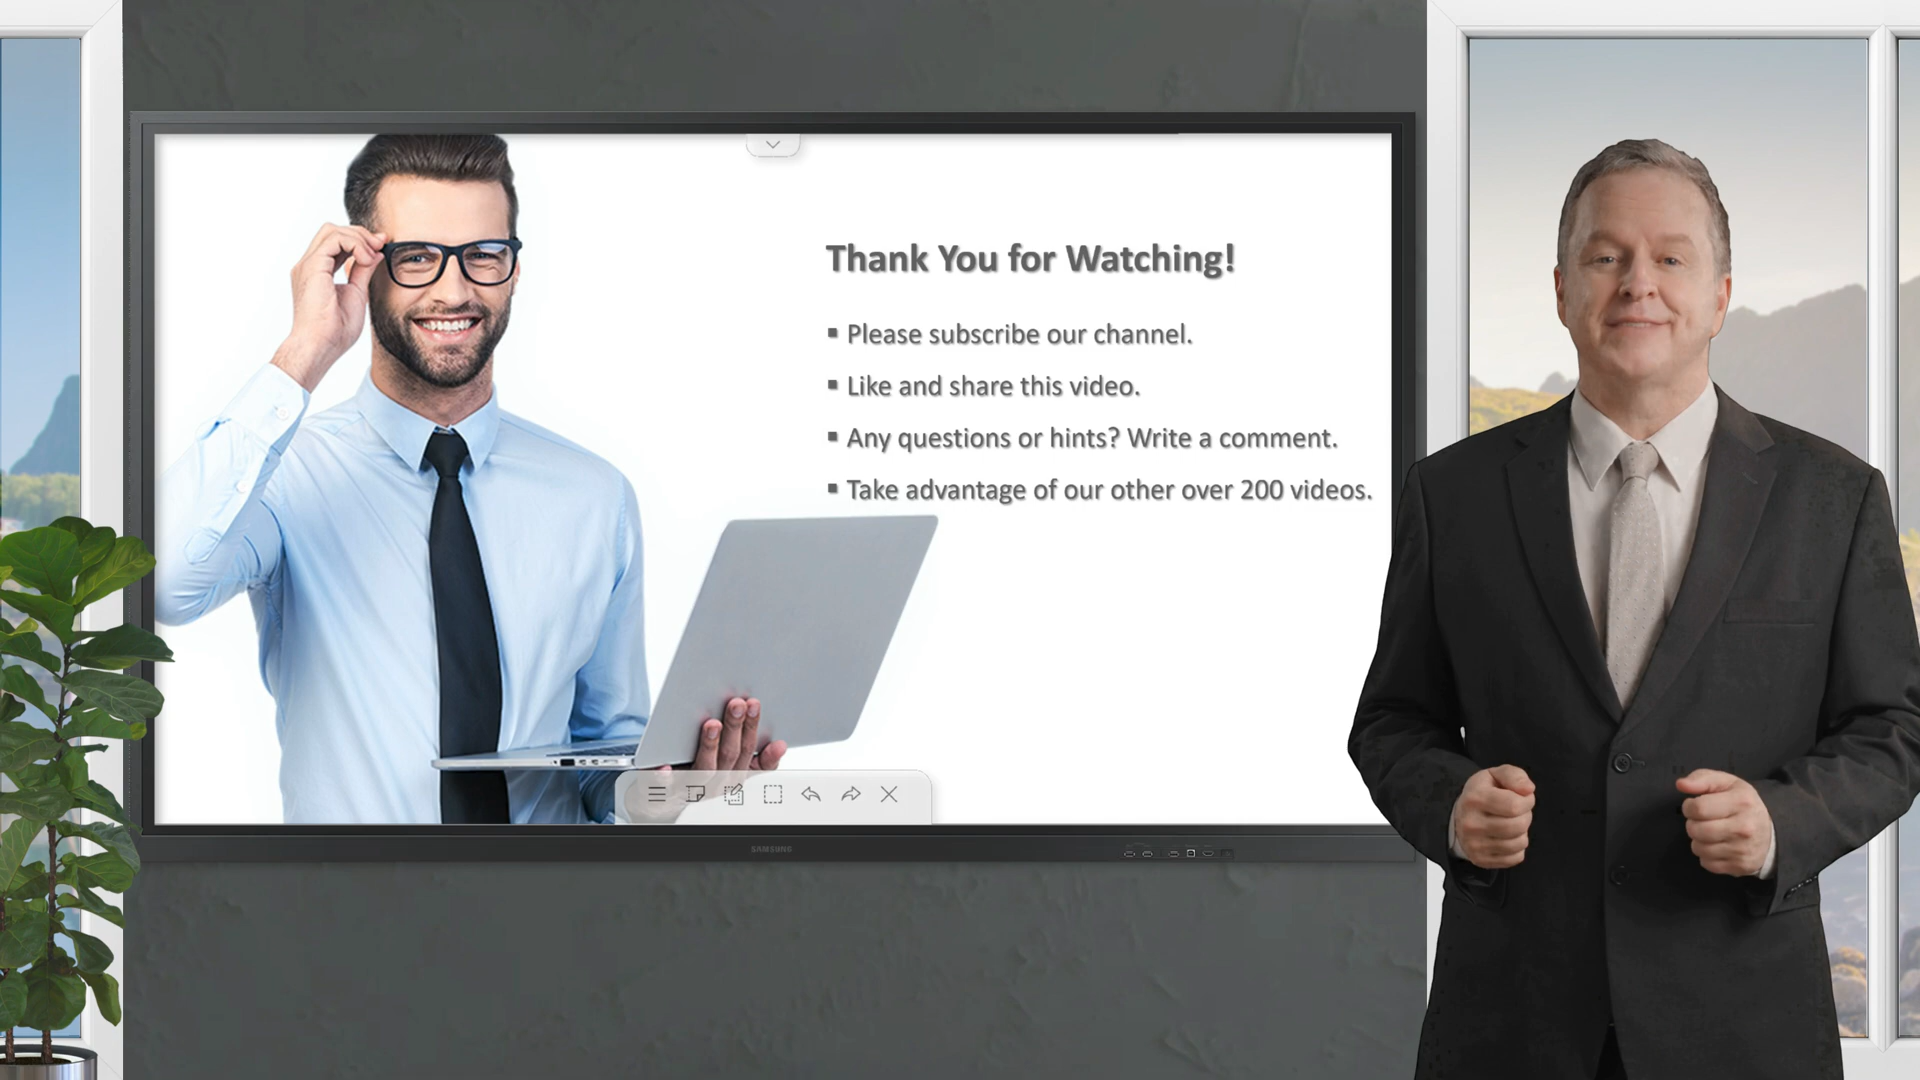 Thank You for Watching!
▪ Please subscribe our channel.
▪ Like and share this video.
▪ Any questions or hints? Write a comment.
▪ Take advantage of our other over 200 videos.
SAMSUNG